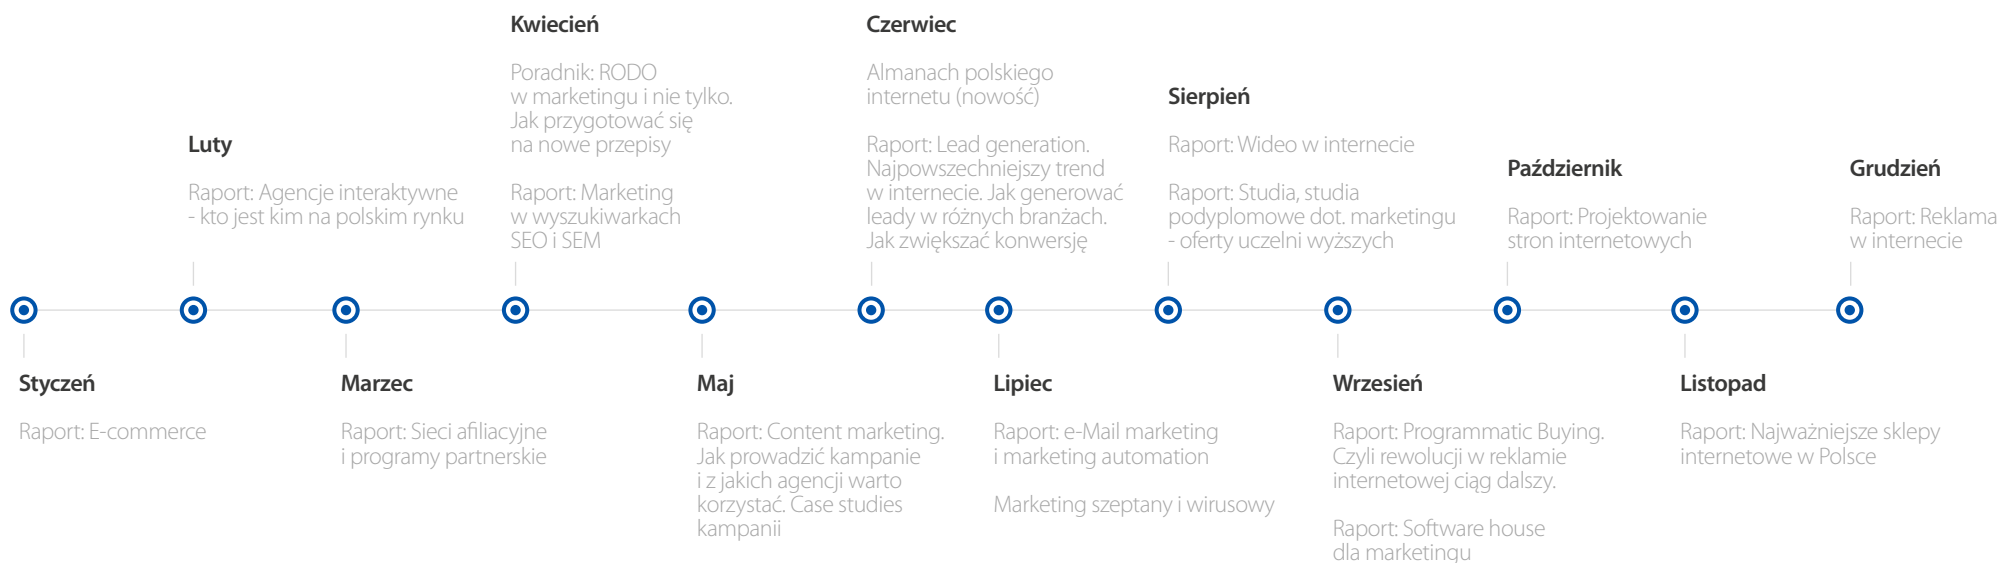 Styczeń
Raport: E-commerce
Luty
Raport: Agencje interaktywne
- kto jest kim na polskim rynku
Marzec
Raport: Sieci afiliacyjne
i programy partnerskie
Kwiecień
Poradnik: RODO
w marketingu i nie tylko.
Jak przygotować się
na nowe przepisy
Raport: Marketing
w wyszukiwarkach
SEO i SEM
Maj
Raport: Content marketing.
Jak prowadzić kampanie
i z jakich agencji warto
korzystać. Case studies
kampanii
Czerwiec
Almanach polskiego
internetu (nowość)
Raport: Lead generation.
Najpowszechniejszy trend
w internecie. Jak generować
leady w różnych branżach.
Jak zwiększać konwersję
Lipiec
Raport: e-Mail marketing
i marketing automation
Marketing szeptany i wirusowy
Sierpień
Raport: Wideo w internecie
Raport: Studia, studia
podyplomowe dot. marketingu
- oferty uczelni wyższych
Wrzesień
Raport: Programmatic Buying.
Czyli rewolucji w reklamie
internetowej ciąg dalszy.
Raport: Software house
dla marketingu
Październik
Raport: Projektowanie
stron internetowych
Listopad
Raport: Najważniejsze sklepy
internetowe w Polsce
Grudzień
Raport: Reklama
w internecie